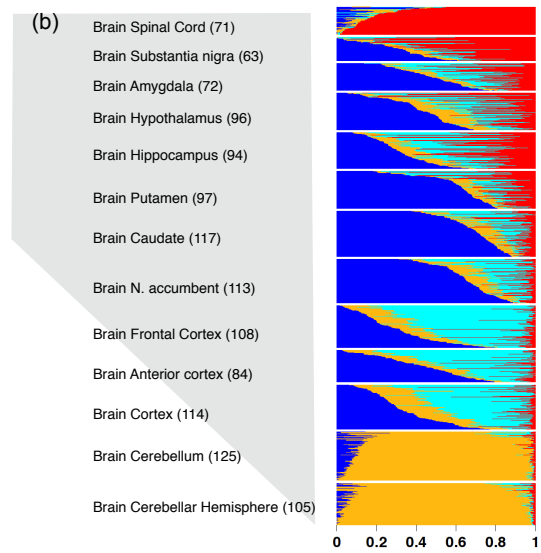 (b)
Brain Spinal Cord (71)
Brain Substantia nigra (63)
Brain Amygdala (72)
Brain Hypothalamus (96)
Brain Hippocampus (94)
Brain Putamen (97)
Brain Caudate (117)
Brain N. accumbent (113)
Brain Frontal Cortex (108)
Brain Anterior cortex (84)
Brain Cortex (114)
Brain Cerebellum (125)
Brain Cerebellar Hemisphere (105)
0 0.2 0.4 0.6 0.8 1